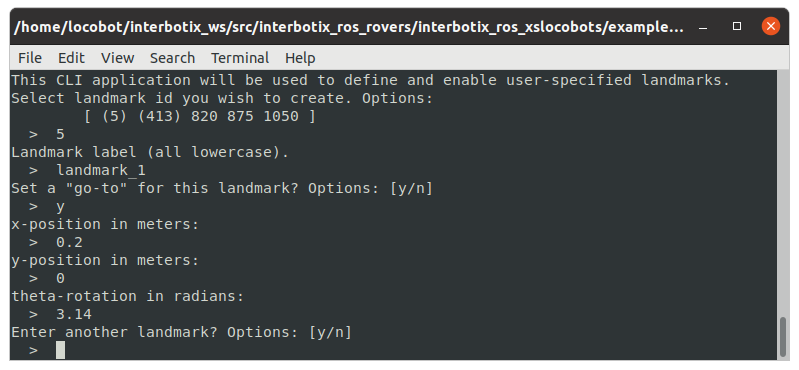 /home/locobot/interbotix_ws/src/interbotix_ros_rovers/interbotix_ros_xslocobots/example...
File Edit View Search Terminal Help
This CLI application will be used to define and enable user-specified landmarks.
Select landmark id you wish to create. Options:
[ (5) (413) 820 875 1050 ]
> 5
Landmark label (all lowercase).
> landmark_1
Set a "go-to" for this landmark? Options: [y/n]
> y
x-position in meters:
> 0.2
y-position in meters:
> 0
theta-rotation in radians:
> 3.14
Enter another landmark? Options: [y/n]
>